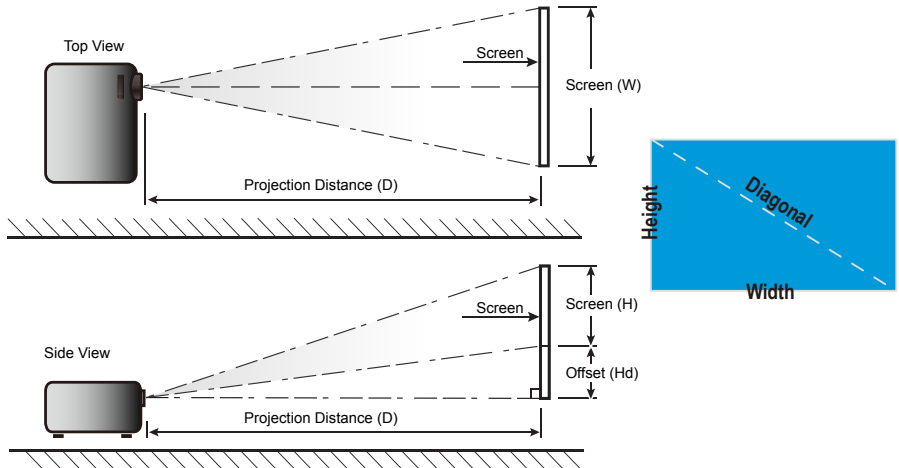 Top View
Screen
Screen (W)
Projection Distance (D)
Height
Diagonal
Width
Screen
Screen (H)
Side View
Offset (Hd)
Projection Distance (D)